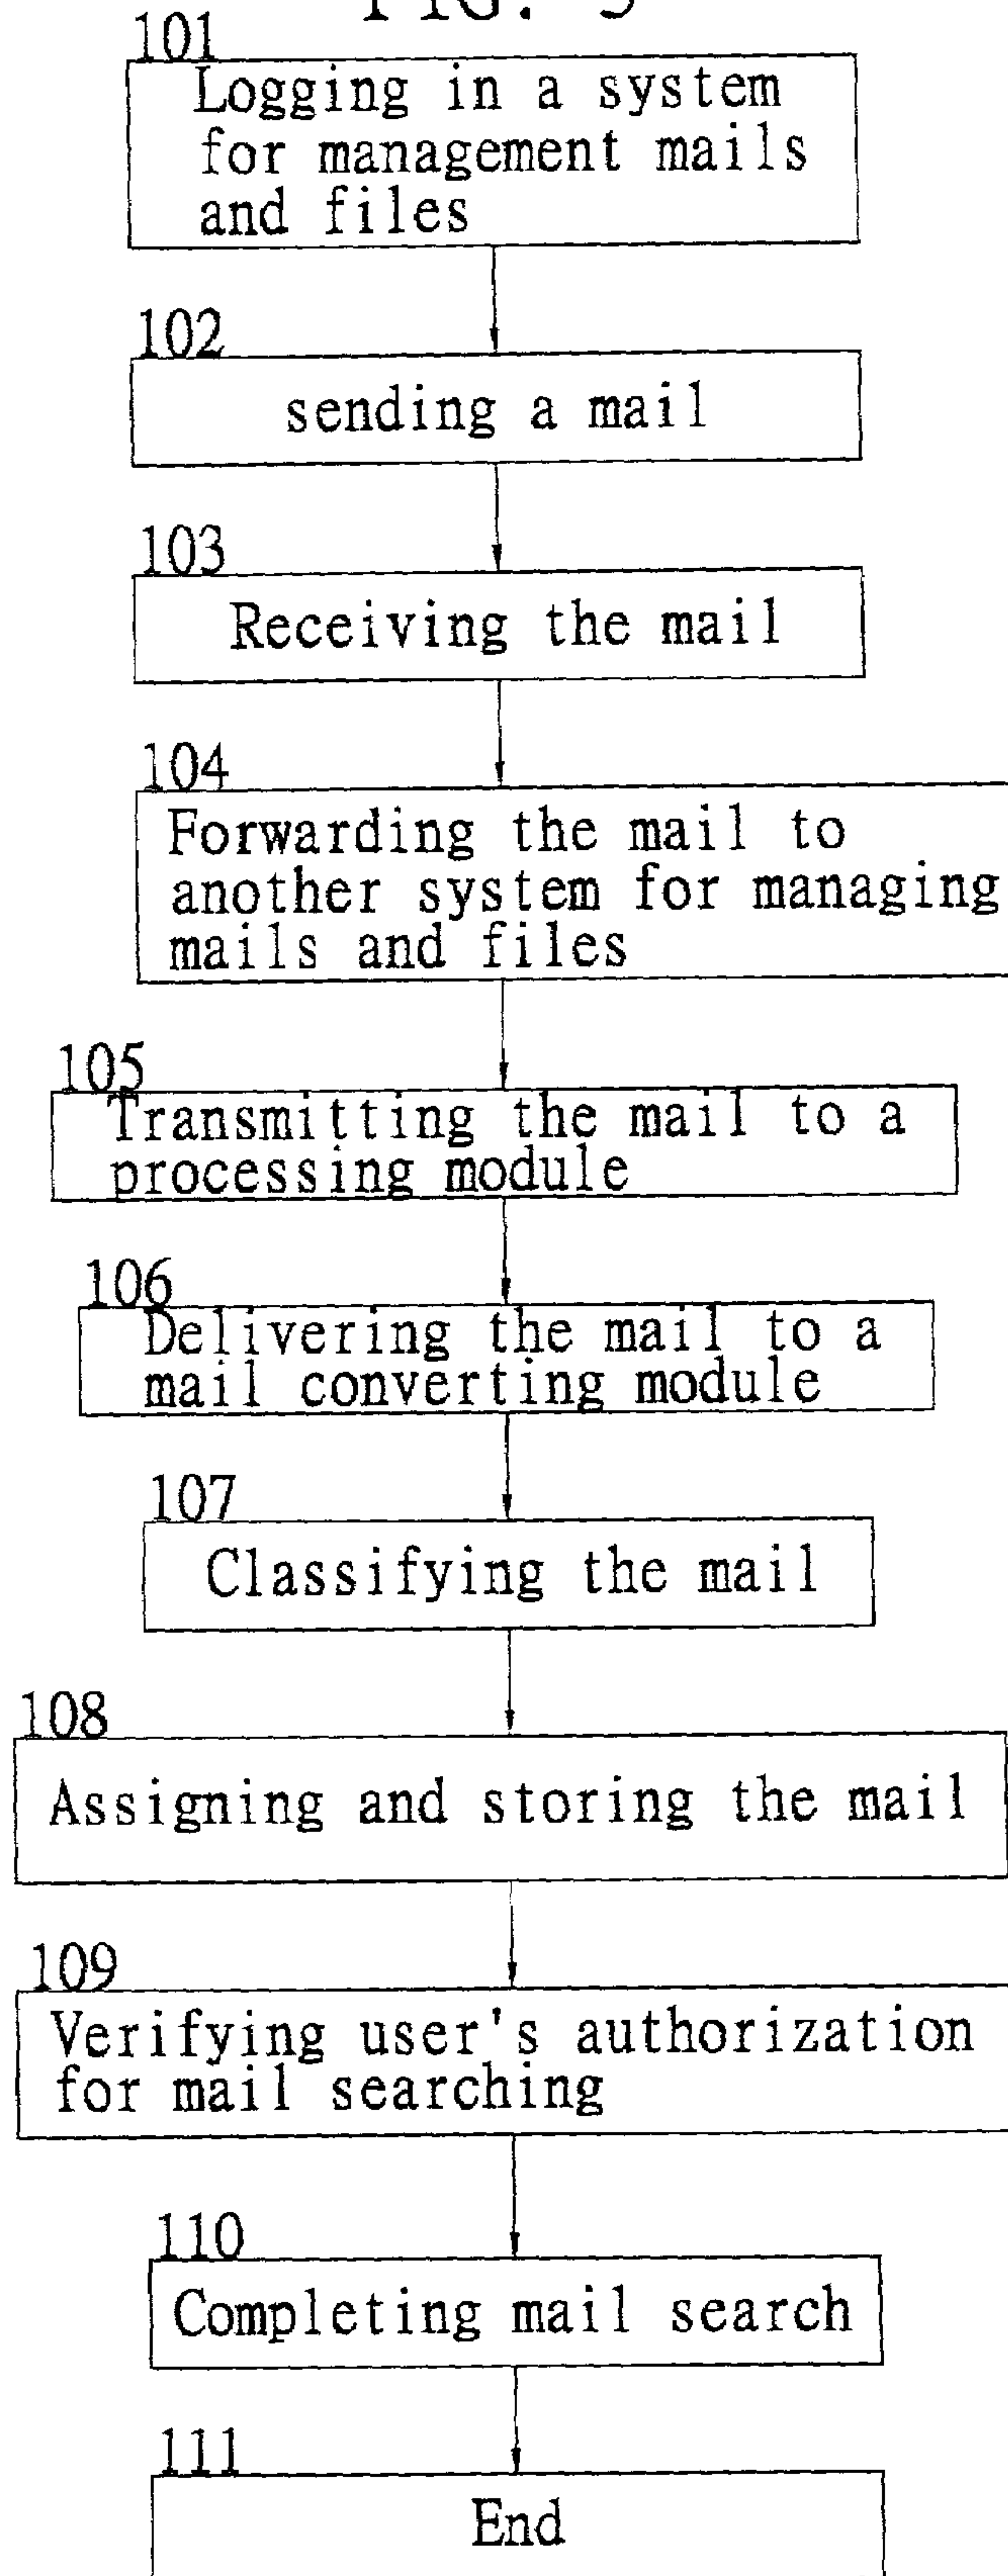 FIG.
101
Logging in a system
for management mails
and files
102
sending a mail
103
Receiving the mail
104
Forwarding the mail to
another system for managing
mails and files
105
Transmitting the mail to a
processing module
106
Delivering the mail to a
mail converting module
107
Classifying the mail
108
Assigning and storing the mail
109
Verifying user's authorization
for mail searching
110
Completing mail search
111
End